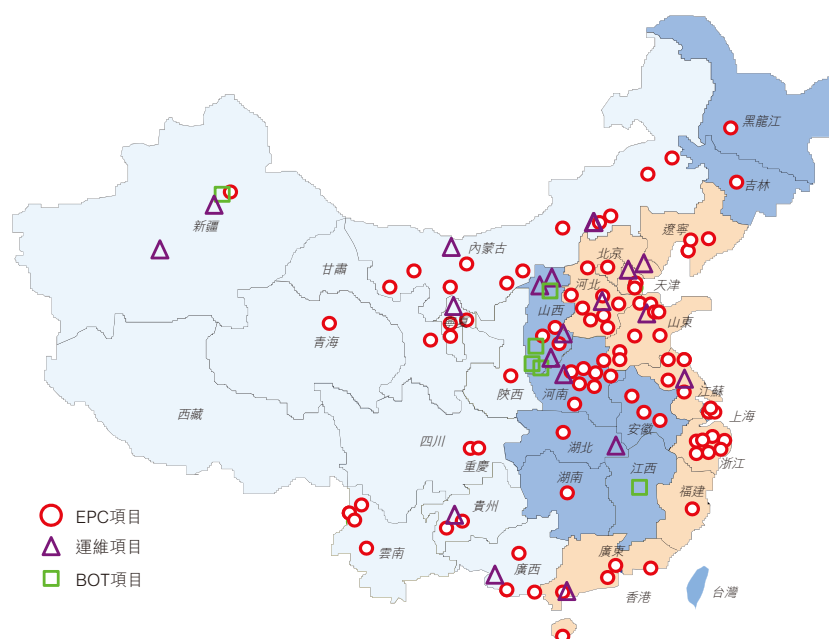 黑龍江
吉林
遼寧
新疆
內蒙古
北京
甘肅
天津
河北
山西
山東
青海
陝西
河南
江蘇
西藏
上海
安徽
四川
湖北
重慶
浙江
江西
湖南
福建
貴州
雲南
廣東
廣西
香港
台灣
EPC項目
運維項目
BOT項目